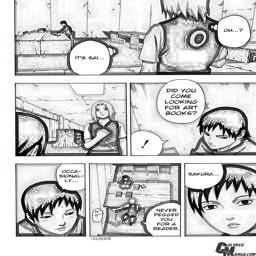 OH...?
IT'S SAI...
DID YOU
COME
LOOKING
FOR ART
BOOKS?
!
OCCA-
SIONAL-
LY...
SAKURA...
NEVER
PEGGED
YOU FOR
A READER.